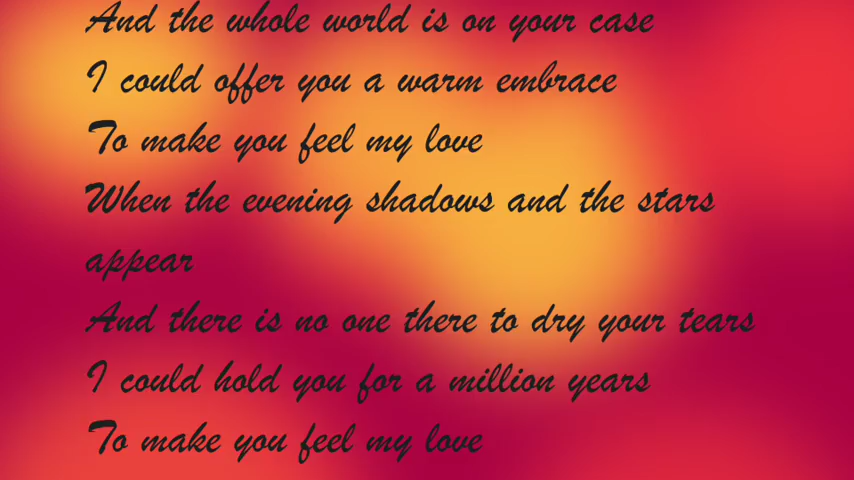 And the whole world is on your case
I could offer you a warm embrace
To make you feel my love
When the evening shadows and the stars
appear
And there is no one there to dry your tears
I could hold you for a million years
To make you feel my love